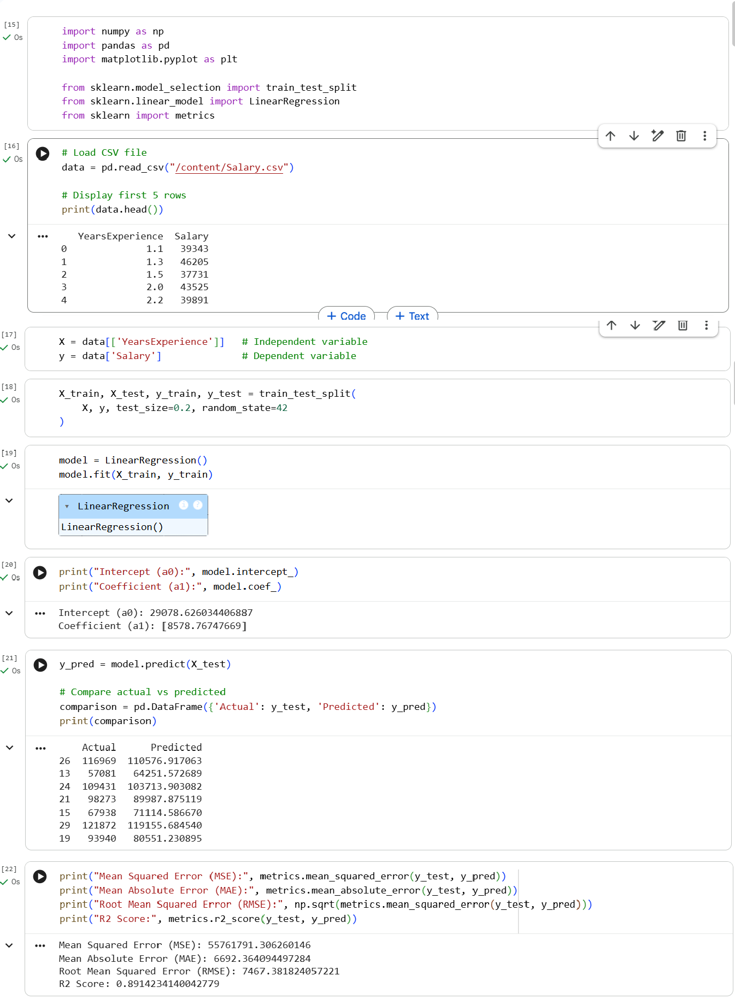 [15]
0s
import numpy as np
import pandas as pd
import matplotlib.pyplot as plt
from sklearn.model_selection import train_test_split
from sklearn.linear_model import LinearRegression
from sklearn import metrics
[16]
0s
# Load CSV file
data = pd.read_csv("/content/Salary.csv")
# Display first 5 rows
print(data.head())
YearsExperience  Salary
0              1.1   39343
1              1.3   46205
2              1.5   37731
3              2.0   43525
4              2.2   39891
+ Code   + Text
[17]
0s
X = data[['YearsExperience']]   # Independent variable
y = data['Salary']              # Dependent variable
[18]
0s
X_train, X_test, y_train, y_test = train_test_split(
    X, y, test_size=0.2, random_state=42
)
[19]
0s
model = LinearRegression()
model.fit(X_train, y_train)
LinearRegression
LinearRegression()
[20]
0s
print("Intercept (a0):", model.intercept_)
print("Coefficient (a1):", model.coef_)
Intercept (a0): 29078.626034406887
Coefficient (a1): [8578.76747669]
[21]
0s
y_pred = model.predict(X_test)
# Compare actual vs predicted
comparison = pd.DataFrame({'Actual': y_test, 'Predicted': y_pred})
print(comparison)
    Actual      Predicted
26  116969  110576.917063
13   57081   64251.572689
24  109431  103713.903082
21   98273   89987.875119
15   67938   71114.586670
29  121872  119155.684540
19   93940   80551.230895
[22]
0s
print("Mean Squared Error (MSE):", metrics.mean_squared_error(y_test, y_pred))
print("Mean Absolute Error (MAE):", metrics.mean_absolute_error(y_test, y_pred))
print("Root Mean Squared Error (RMSE):", np.sqrt(metrics.mean_squared_error(y_test, y_pred)))
print("R2 Score:", metrics.r2_score(y_test, y_pred))
Mean Squared Error (MSE): 55761791.306260146
Mean Absolute Error (MAE): 6692.364094497284
Root Mean Squared Error (RMSE): 7467.381824057221
R2 Score: 0.8914234140042779